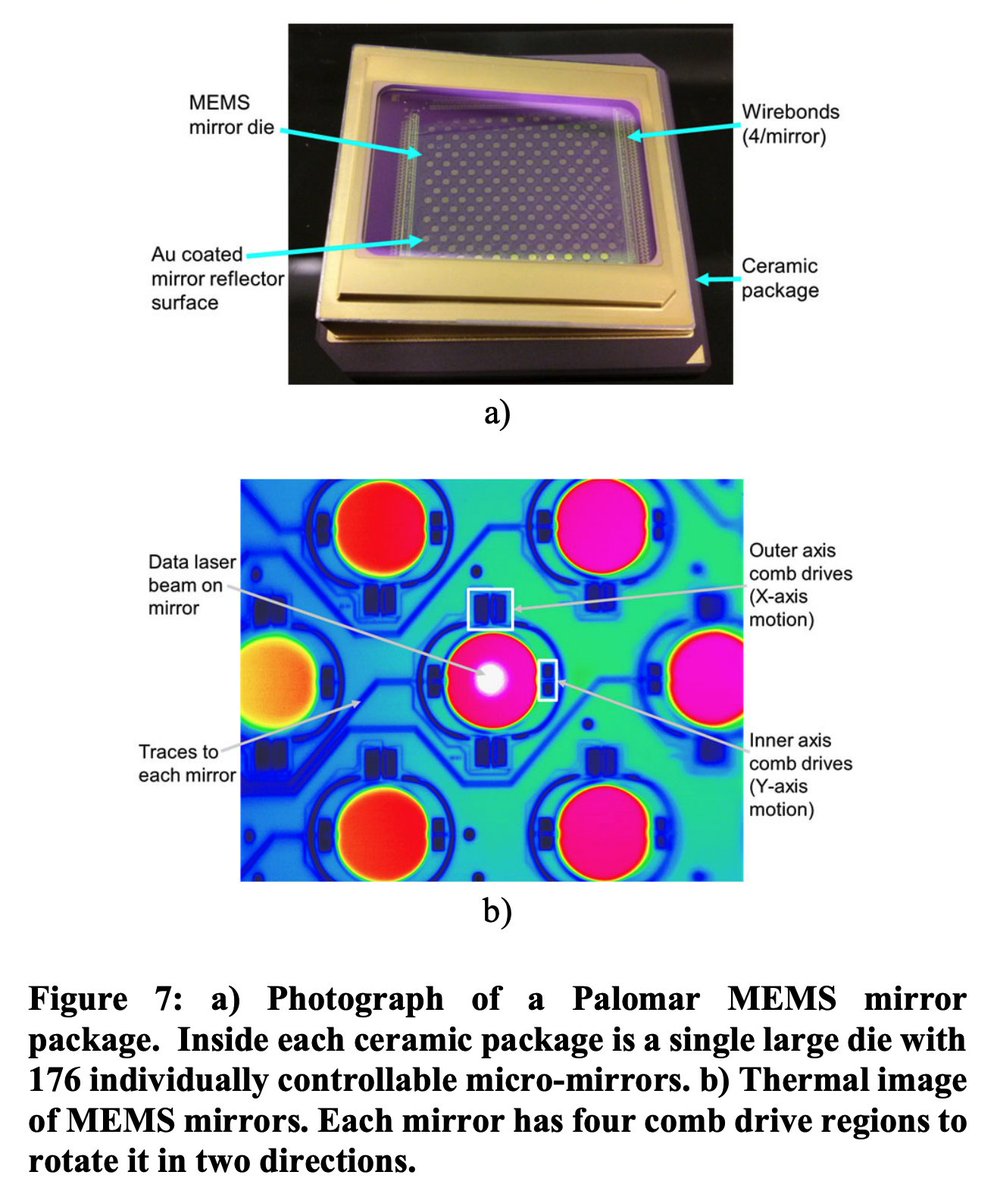 MEMS
mirror die
Wirebonds
(4/mirror)
Au coated
mirror reflector
surface
Ceramic
package
a)
Data laser
beam on
mirror
Outer axis
comb drives
(X-axis
motion)
Traces to
each mirror
Inner axis
comb drives
(Y-axis
motion)
b)
Figure 7: a) Photograph of a Palomar MEMS mirror
package. Inside each ceramic package is a single large die with
176 individually controllable micro-mirrors. b) Thermal image
of MEMS mirrors. Each mirror has four comb drive regions to
rotate it in two directions.